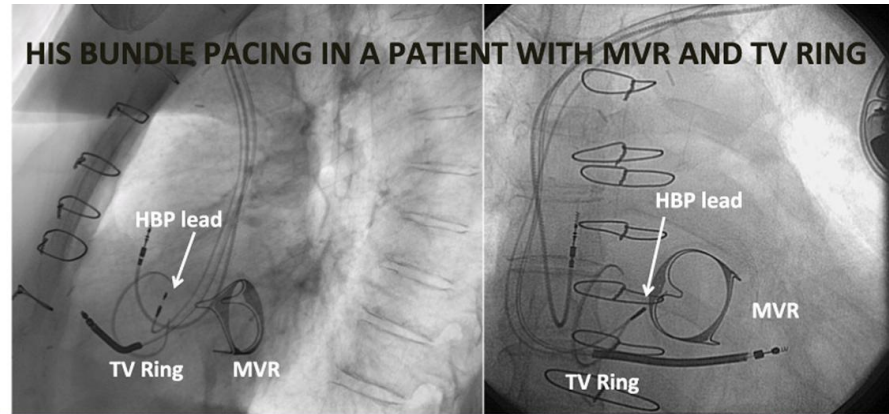 HIS BUNDLE PACING IN A PATIENT WITH MVR AND TV RING
HBP lead
TV Ring
MVR
HBP lead
MVR
TV Ring